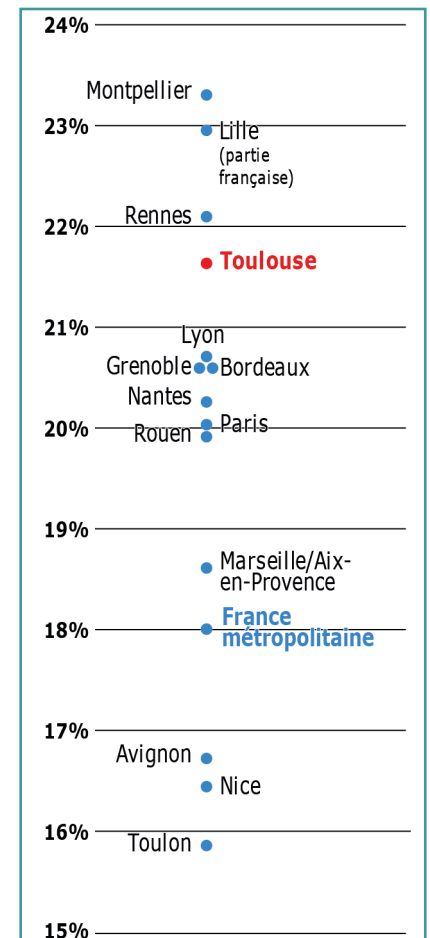 24%
Montpellier
23%
Lille
(partie
française)
Rennes
22%
Toulouse
21%
Lyon
Grenoble
Bordeaux
Nantes
Paris
20%
Rouen
19%
Marseille/Aix-
en-Provence
France
métropolitaine
18%
17%
Avignon
Nice
16%
Toulon
15%